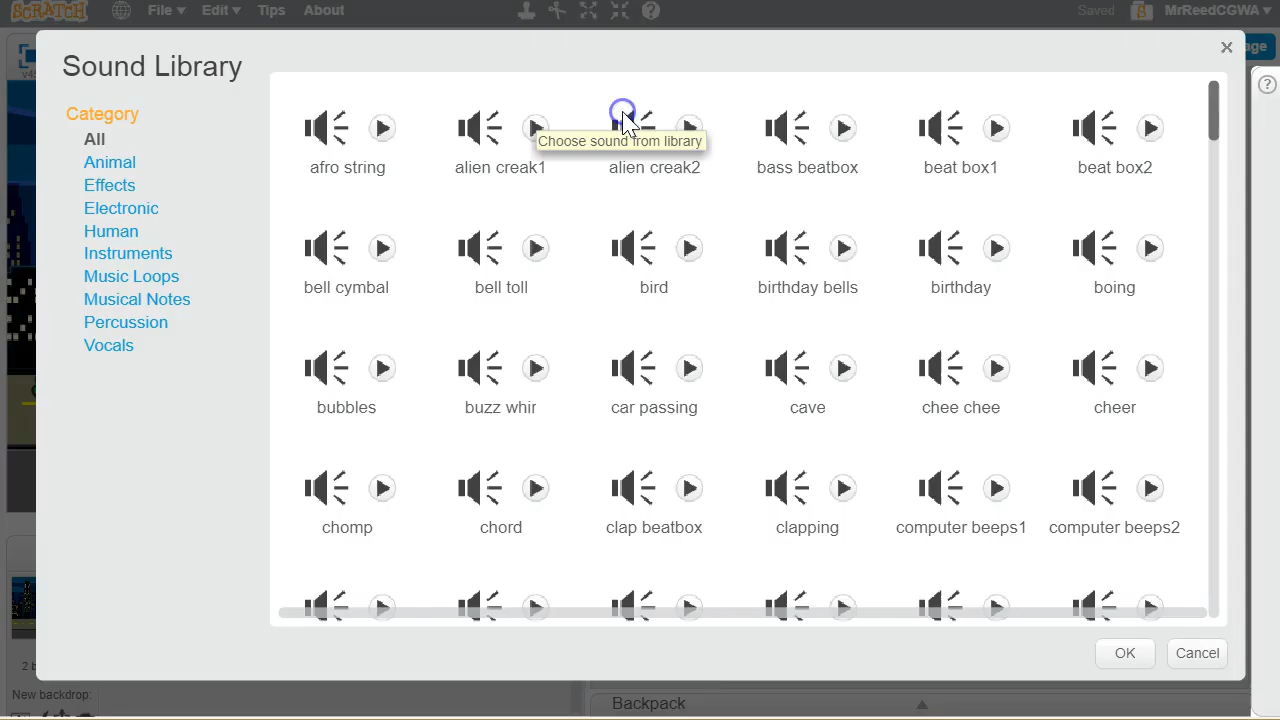 SCRATCH File Edit Tips About Saved MrReedCGWA
Sound Library
age
Category
All
Animal
Effects
Electronic
Human
Instruments
Music Loops
Musical Notes
Percussion
Vocals
Choose sound from library
afro string alien creak1 alien creak2 bass beatbox beat box1 beat box2
bell cymbal bell toll bird birthday bells birthday boing
bubbles buzz whir car passing cave chee chee cheer
chomp chord clap beatbox clapping computer beeps1 computer beeps2
OK Cancel
New backdrop:
Backpack